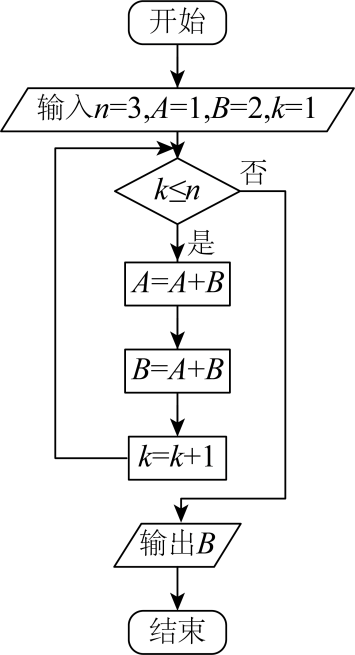 开始
输入n=3,A=1,B=2,k=1
k≤n
否
是
A=A+B
B=A+B
k=k+1
输出B
结束